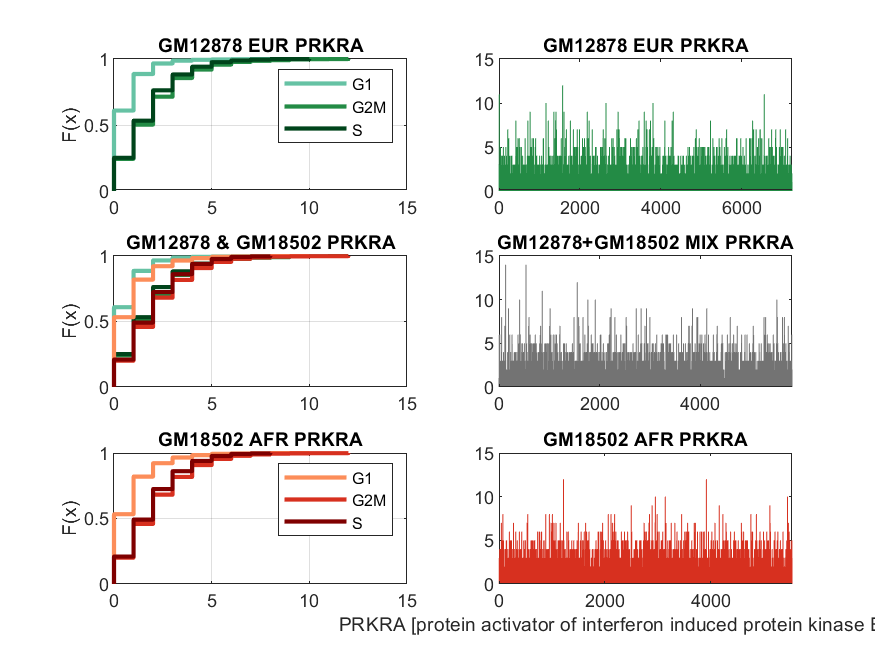 GM12878 EUR PRKRA
F(x)
1
0.5
0
0
5
10
15
G1
G2M
S
GM12878 EUR PRKRA
15
10
5
0
0
2000
4000
6000
GM12878 & GM18502 PRKRA
F(x)
1
0.5
0
0
5
10
15
GM12878+GM18502 MIX PRKRA
15
10
5
0
0
2000
4000
GM18502 AFR PRKRA
F(x)
1
0.5
0
0
5
10
15
G1
G2M
S
GM18502 AFR PRKRA
15
10
5
0
0
2000
4000
PRKRA [protein activator of interferon induced protein kinase E